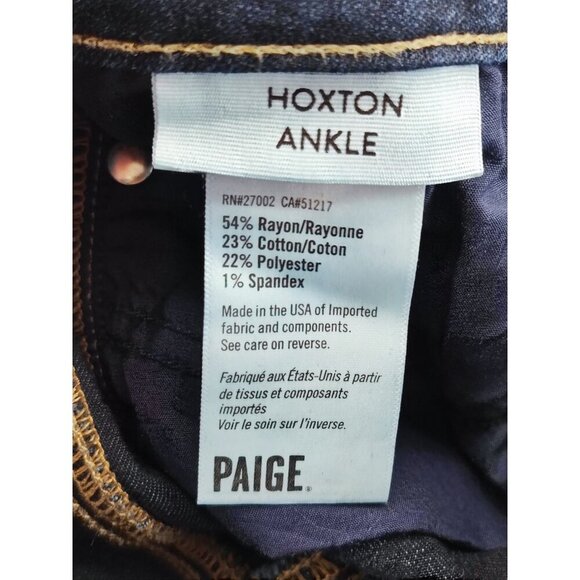 HOXTON
ANKLE
RN#27002 CA#51217
54% Rayon/Rayonne
23% Cotton/Coton
22% Polyester
1% Spandex
Made in the USA of Imported
fabric and components.
See care on reverse.
Fabriqué aux États-Unis à partir
de tissus et composants
importés
Voir le soin sur l'inverse.
PAIGE®